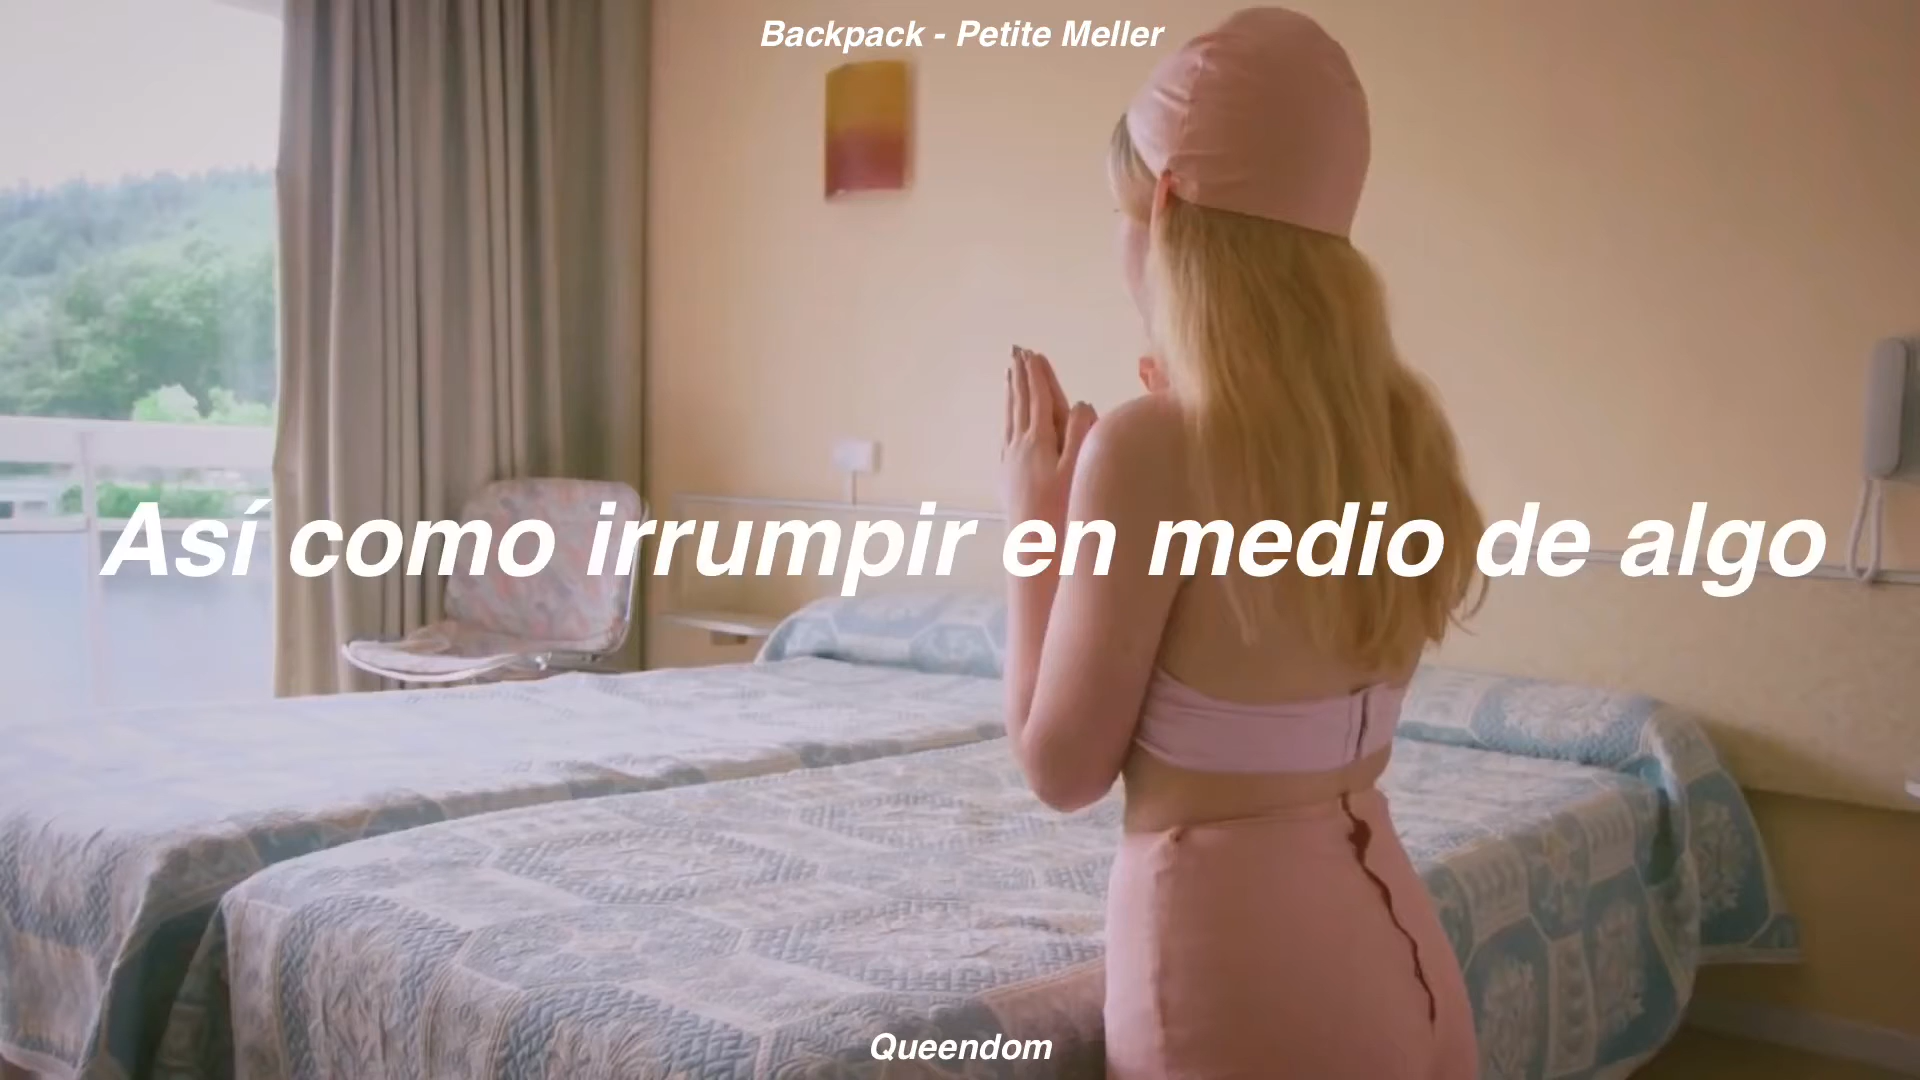 Backpack - Petite Meller
Así como irrumpir en medio de algo
Queendom